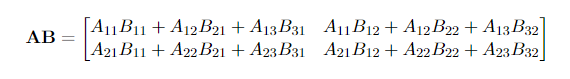 AB = [A₁₁B₁₁ + A₁₂B₂₁ + A₁₃B₃₁ A₁₁B₁₂ + A₁₂B₂₂ + A₁₃B₃₂
A₂₁B₁₁ + A₂₂B₂₁ + A₂₃B₃₁ A₂₁B₁₂ + A₂₂B₂₂ + A₂₃B₃₂]